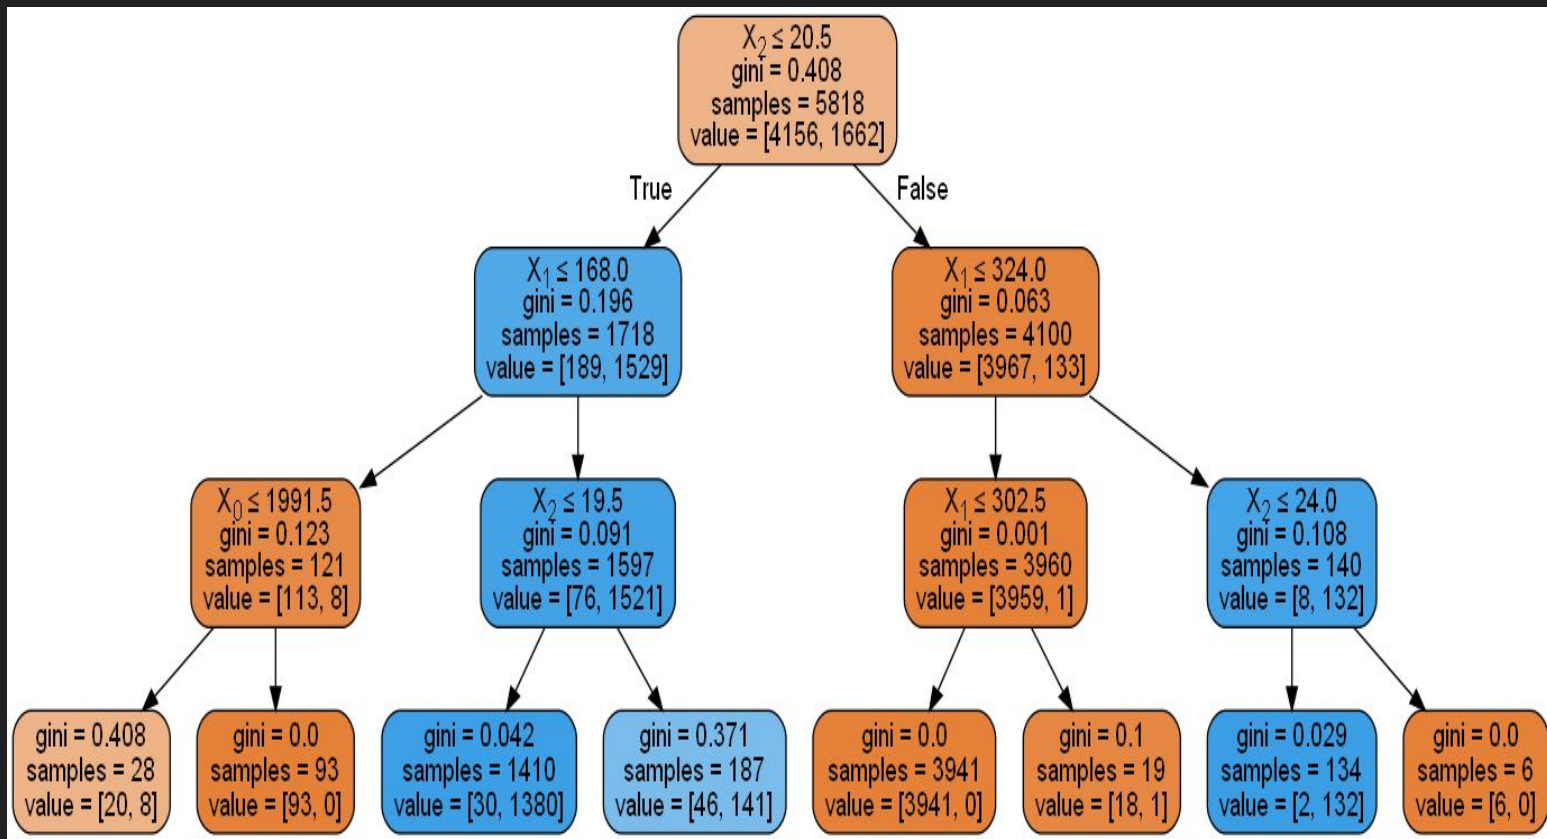 X₂ ≤ 20.5
gini = 0.408
samples = 5818
value = [4156, 1662]
True
False
X₁ ≤ 168.0
gini = 0.196
samples = 1718
value = [189, 1529]
X₁ ≤ 324.0
gini = 0.063
samples = 4100
value = [3967, 133]
X₀ ≤ 1991.5
gini = 0.123
samples = 121
value = [113, 8]
X₂ ≤ 19.5
gini = 0.091
samples = 1597
value = [76, 1521]
X₁ ≤ 302.5
gini = 0.001
samples = 3960
value = [3959, 1]
X₂ ≤ 24.0
gini = 0.108
samples = 140
value = [8, 132]
gini = 0.408
samples = 28
value = [20, 8]
gini = 0.0
samples = 93
value = [93, 0]
gini = 0.042
samples = 1410
value = [30, 1380]
gini = 0.371
samples = 187
value = [46, 141]
gini = 0.0
samples = 3941
value = [3941, 0]
gini = 0.1
samples = 19
value = [18, 1]
gini = 0.029
samples = 134
value = [2, 132]
gini = 0.0
samples = 6
value = [6, 0]